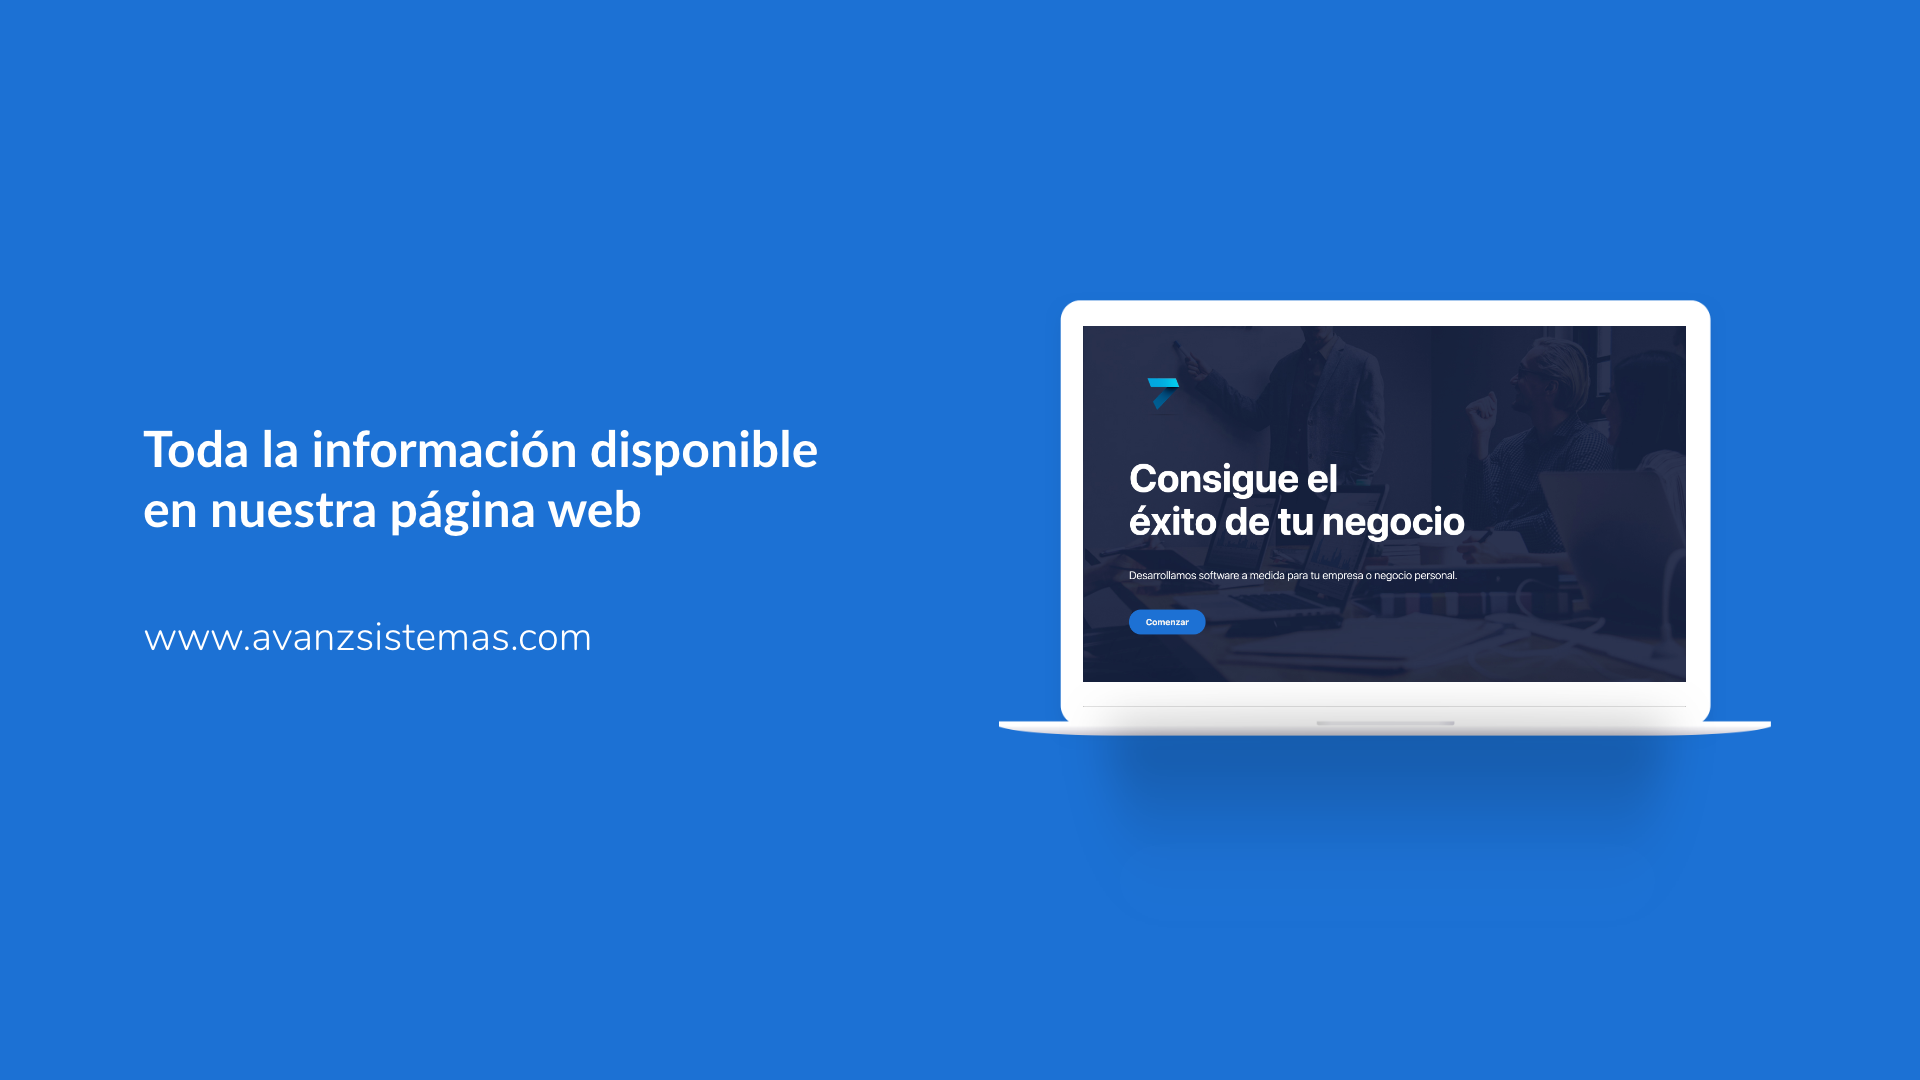 Toda la información disponible
en nuestra página web
www.avanzsistemas.com
Consigue el
éxito de tu negocio
Desarrollamos software a medida para tu empresa o negocio personal.
Comenzar